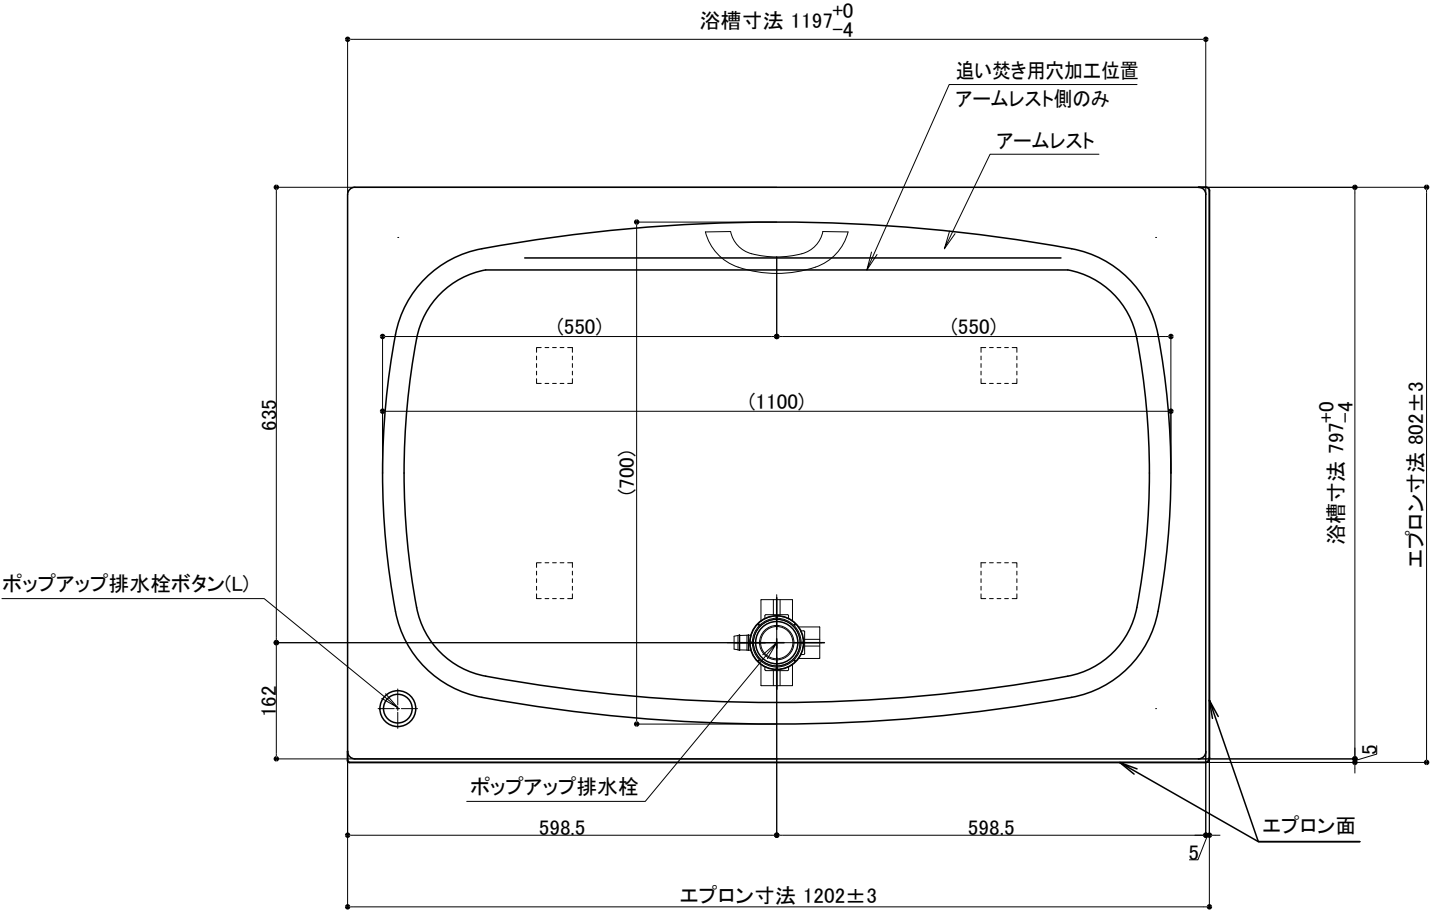 浴槽寸法 1197+0-4
追い焚き用穴加工位置
アームレスト側のみ
アームレスト
(550)
(550)
(1100)
(700)
635
浴槽寸法 797+0-4
エプロン寸法 802±3
ポップアップ排水栓ボタン(L)
162
5
ポップアップ排水栓
エプロン面
598.5
598.5
5
エプロン寸法 1202±3